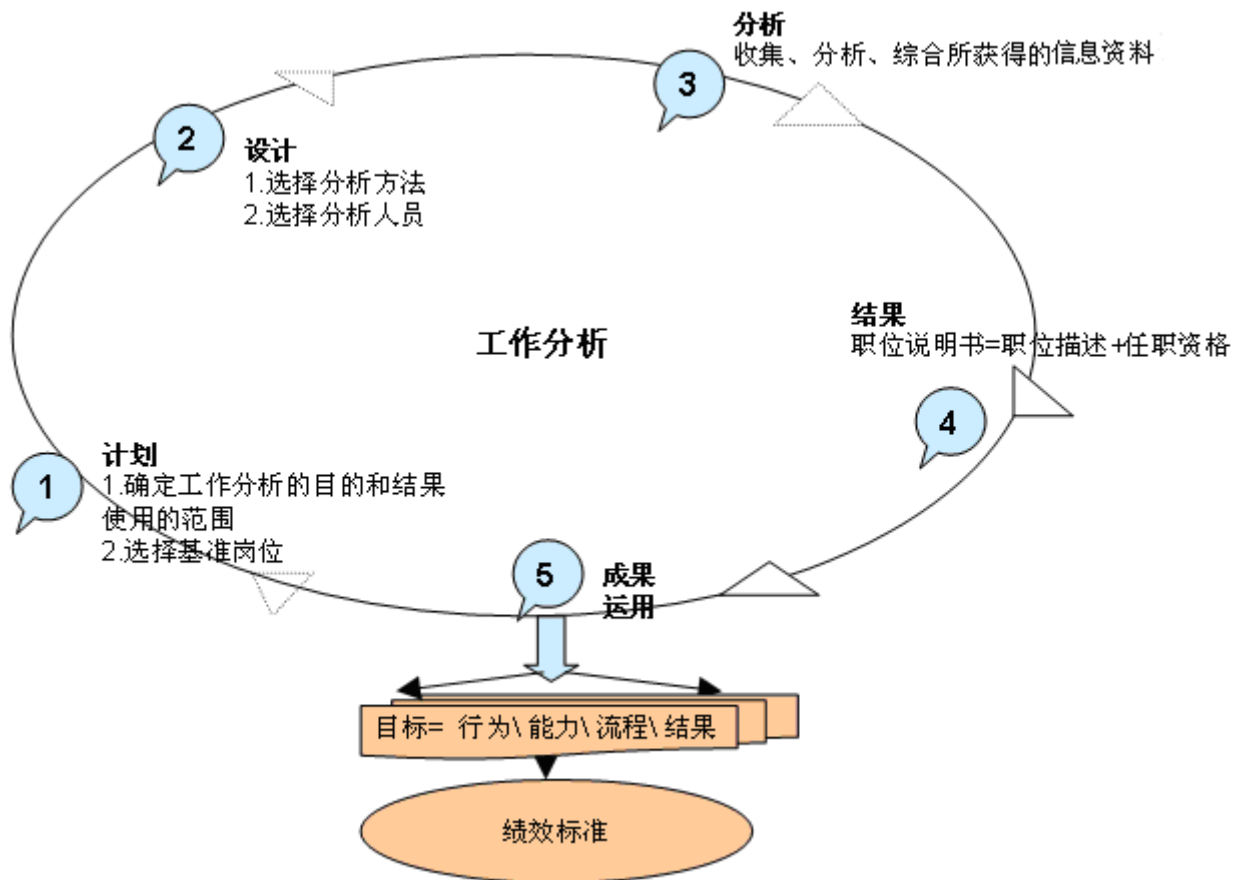 分析
收集、分析、综合所获得的信息资料
3
2
设计
1.选择分析方法
2.选择分析人员
工作分析
结果
职位说明书=职位描述+任职资格
4
计划
1
1.确定工作分析的目的和结果
使用的范围
2.选择基准岗位
5
成果
运用
目标= 行为\能力\流程\结果
绩效标准